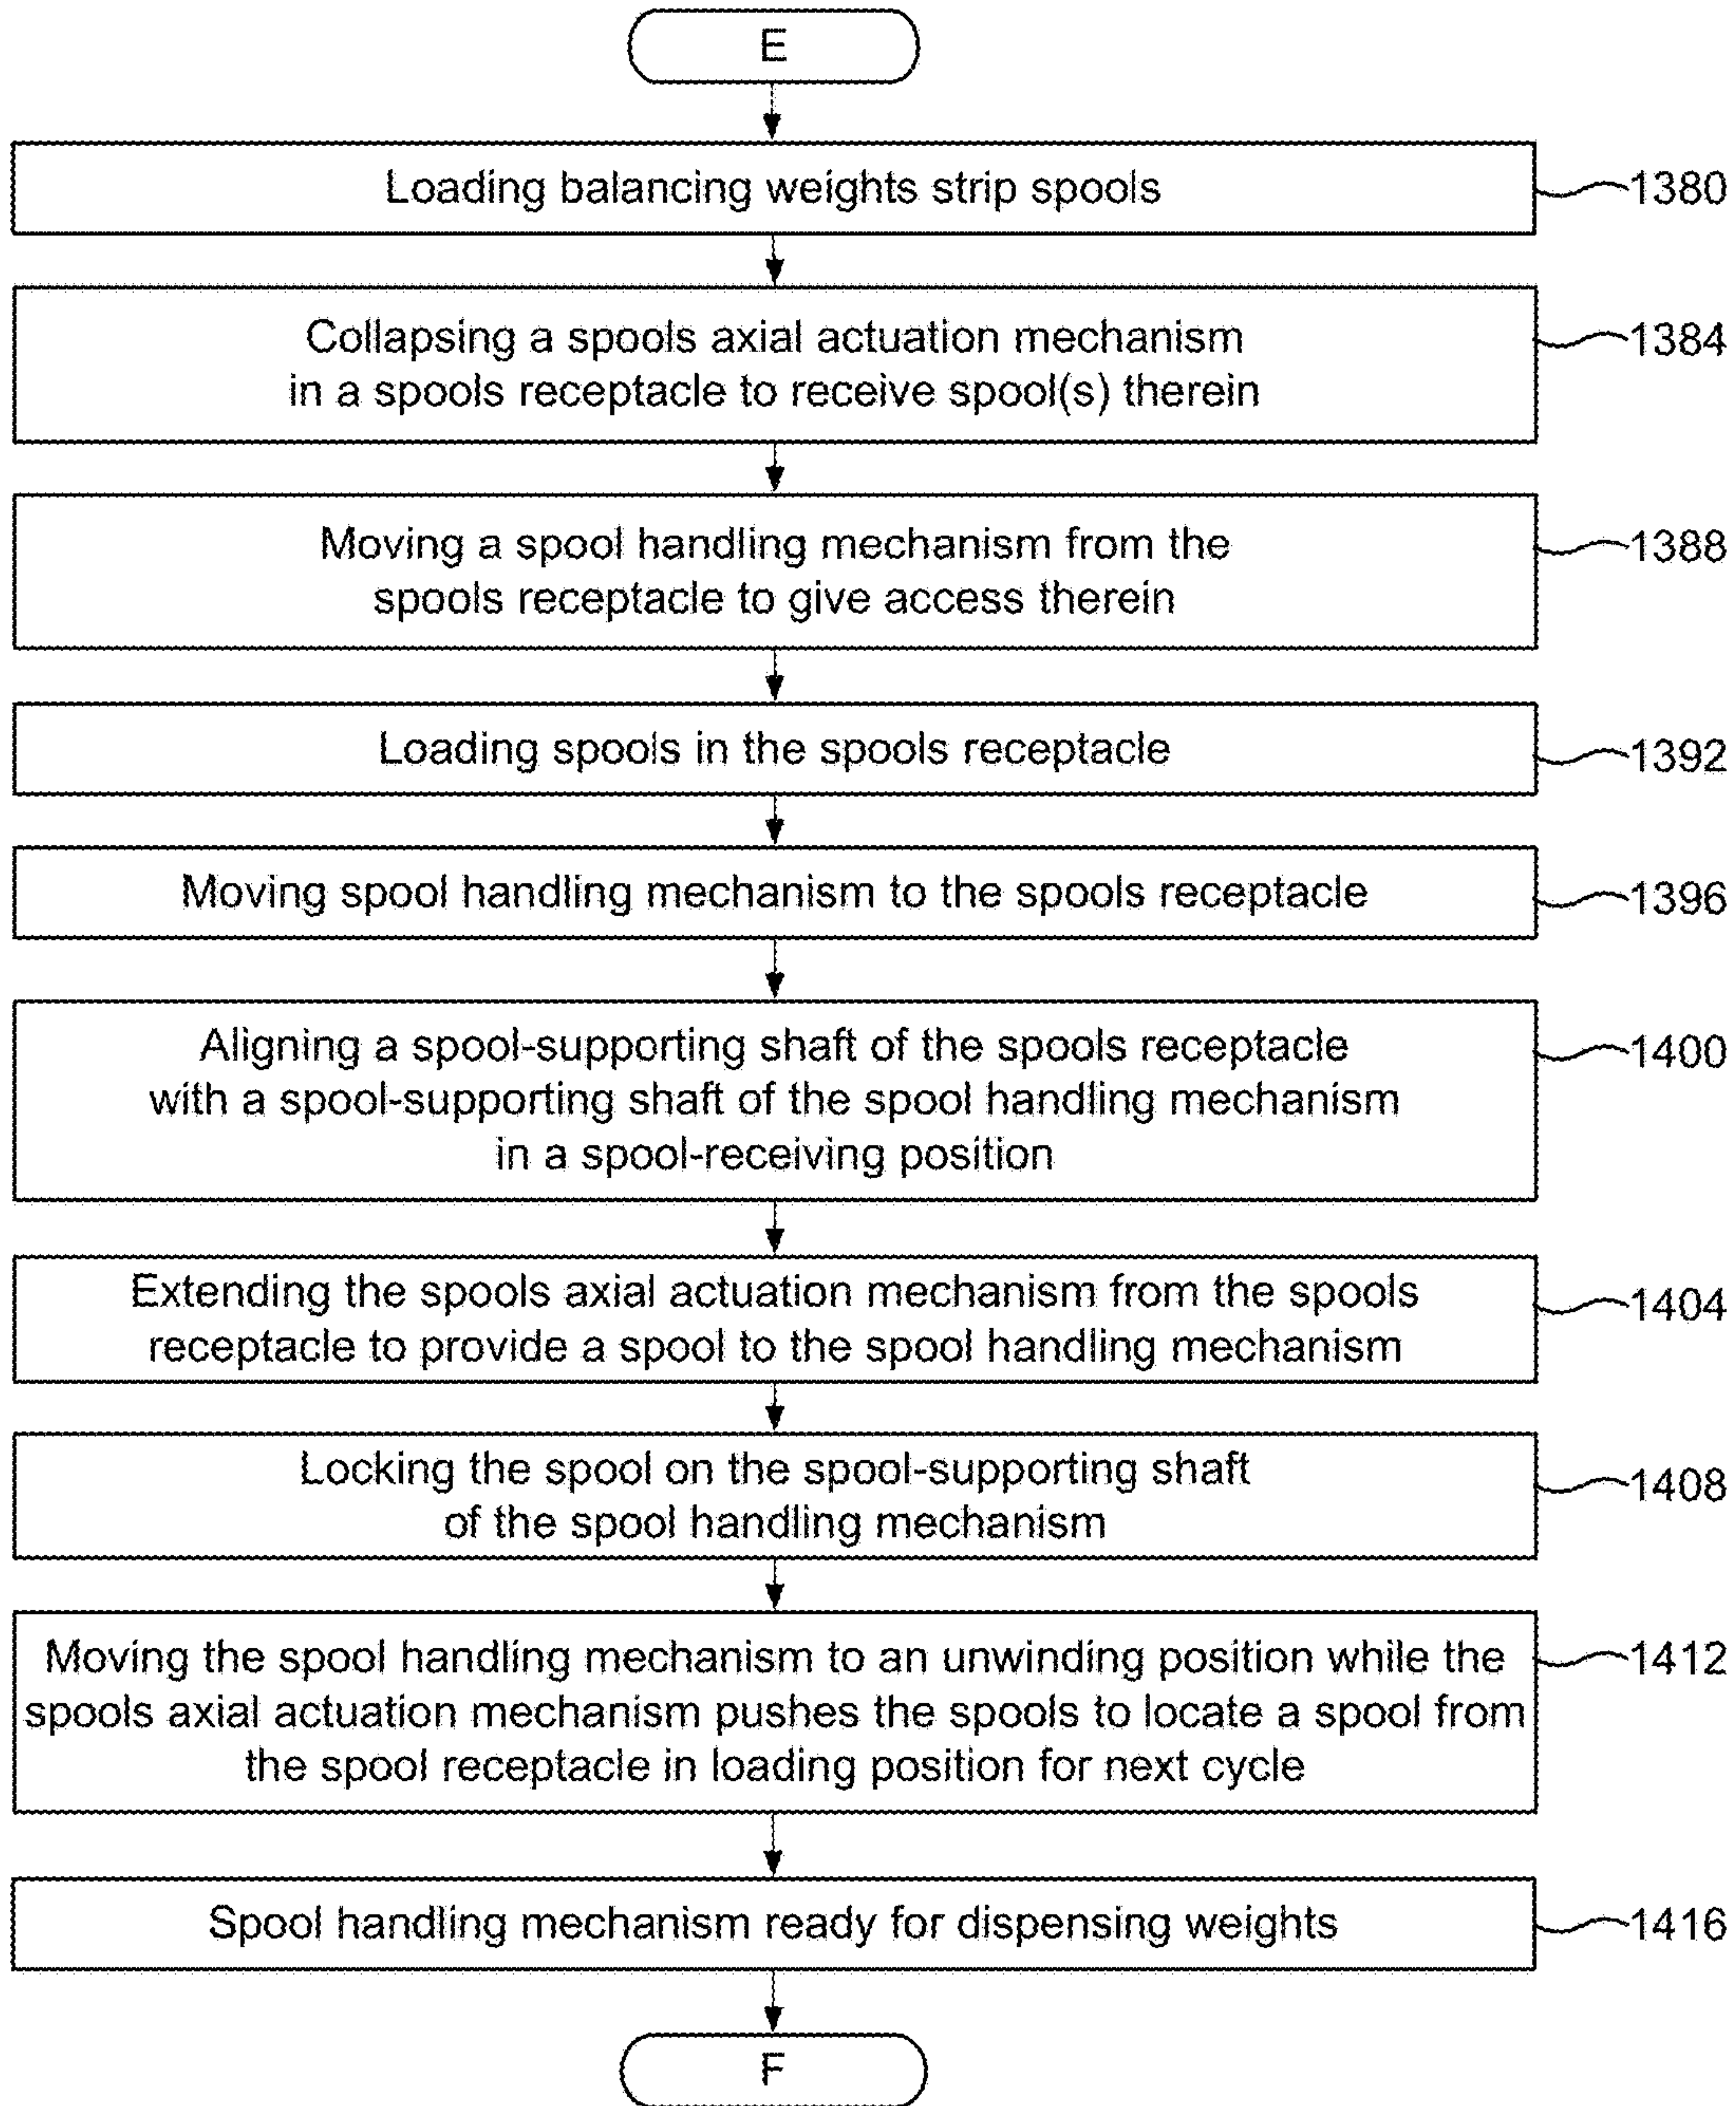 E
Loading balancing weights strip spools
1380
Collapsing a spools axial actuation mechanism
in a spools receptacle to receive spool(s) therein
1384
Moving a spool handling mechanism from the
spools receptacle to give access therein
1388
Loading spools in the spools receptacle
1392
Moving spool handling mechanism to the spools receptacle
1396
Aligning a spool-supporting shaft of the spools receptacle
with a spool-supporting shaft of the spool handling mechanism
in a spool-receiving position
1400
Extending the spools axial actuation mechanism from the spools
receptacle to provide a spool to the spool handling mechanism
1404
Locking the spool on the spool-supporting shaft
of the spool handling mechanism
1408
Moving the spool handling mechanism to an unwinding position while the
spools axial actuation mechanism pushes the spools to locate a spool from
the spool receptacle in loading position for next cycle
1412
Spool handling mechanism ready for dispensing weights
1416
F